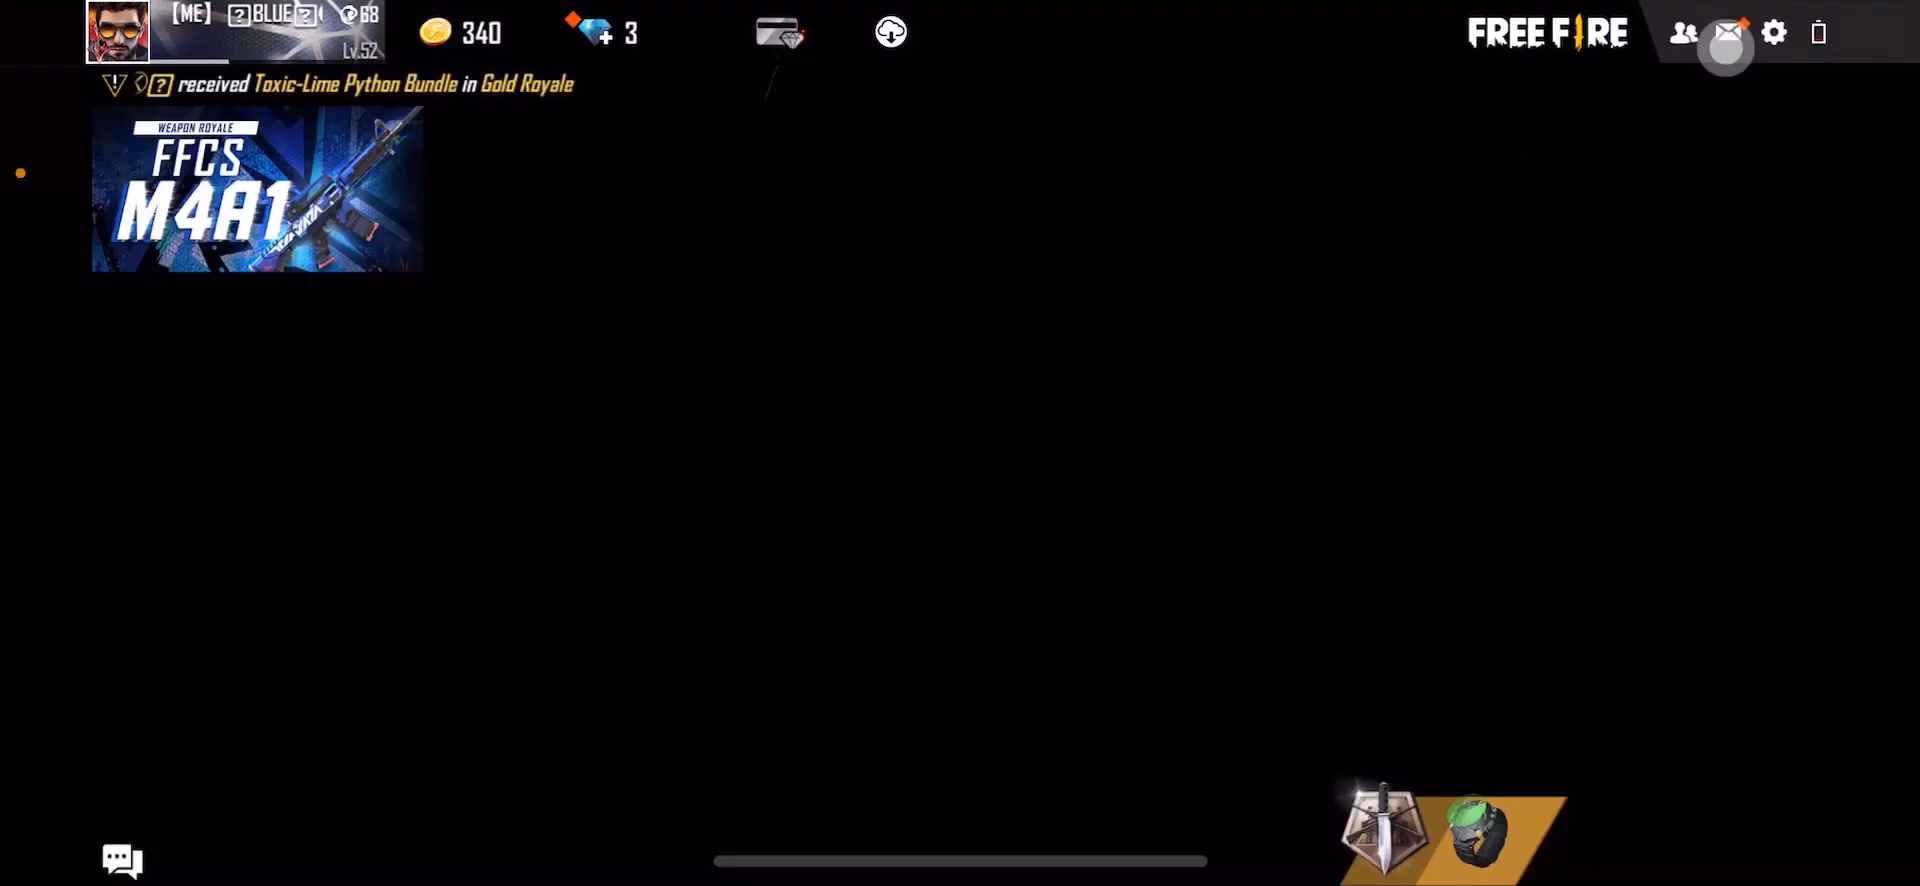 【ME】 ?BLUE? 68
Lv.52
340
3
FREE FIRE
? received Toxic-Lime Python Bundle in Gold Royale
WEAPON ROYALE
FFCS
M4A1